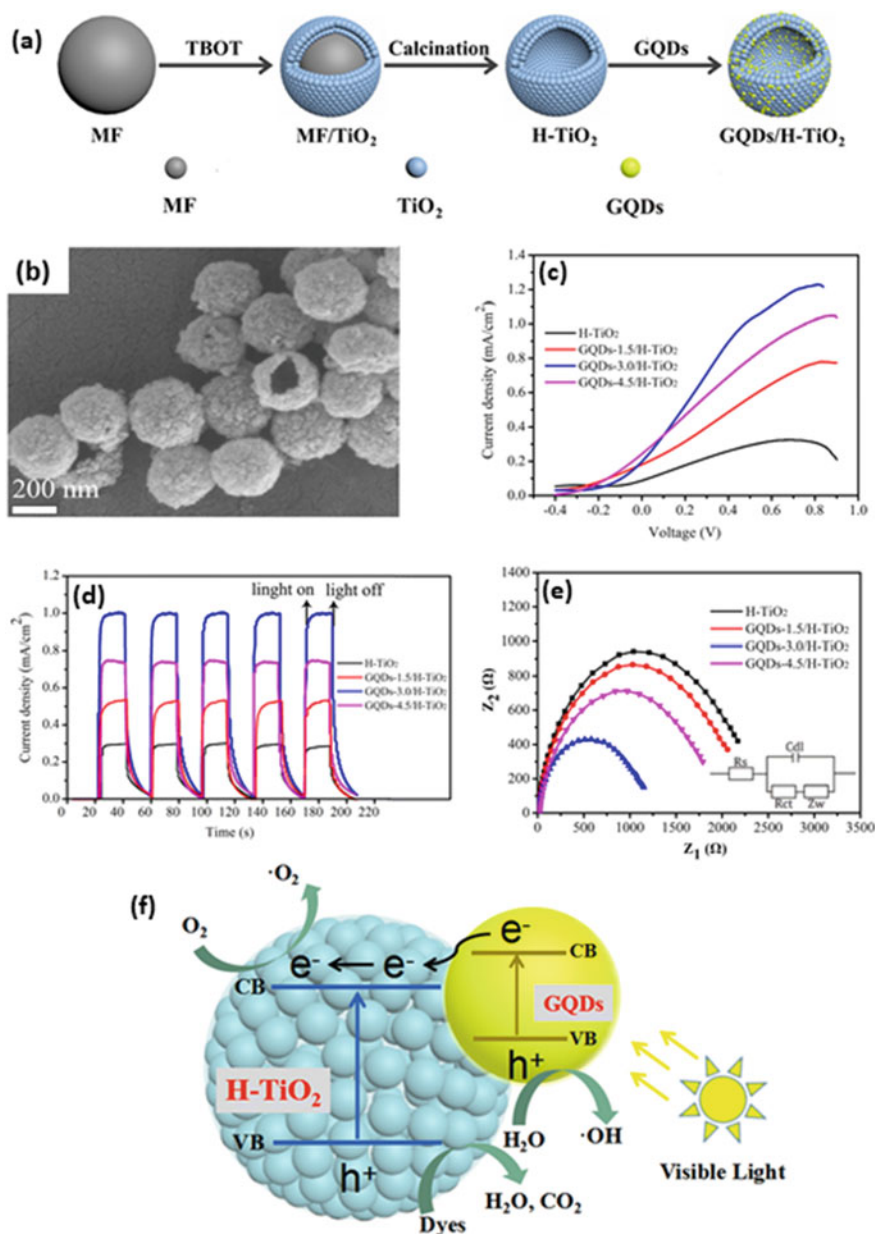 (a)
TBOT
Calcination
GQDs
MF
MF/TiO₂
H-TiO₂
GQDs/H-TiO₂
MF
TiO₂
GQDs
(b)
200 nm
(c)
Current density (mA/cm²)
1.4
1.2
1.0
0.8
0.6
0.4
0.2
0.0
H-TiO₂
GQDs-1.5/H-TiO₂
GQDs-3.0/H-TiO₂
GQDs-4.5/H-TiO₂
-0.4 -0.2 0.0 0.2 0.4 0.6 0.8 1.0
Voltage (V)
(d)
linght on
light off
Current density (mA/cm²)
1.2
1.0
0.8
0.6
0.4
0.2
0.0
H-TiO₂
GQDs-1.5/H-TiO₂
GQDs-3.0/H-TiO₂
GQDs-4.5/H-TiO₂
0 20 40 60 80 100 120 140 160 180 200 220
Time (s)
(e)
Z₂ (Ω)
1400
1200
1000
800
600
400
200
0
H-TiO₂
GQDs-1.5/H-TiO₂
GQDs-3.0/H-TiO₂
GQDs-4.5/H-TiO₂
Rs
Cdl
Rct
Zw
0 500 1000 1500 2000 2500 3000 3500
Z₁ (Ω)
(f)
·O₂
O₂
e⁻
e⁻
e⁻
CB
CB
GQDs
VB
h⁺
H-TiO₂
VB
h⁺
H₂O
·OH
Visible Light
H₂O, CO₂
Dyes